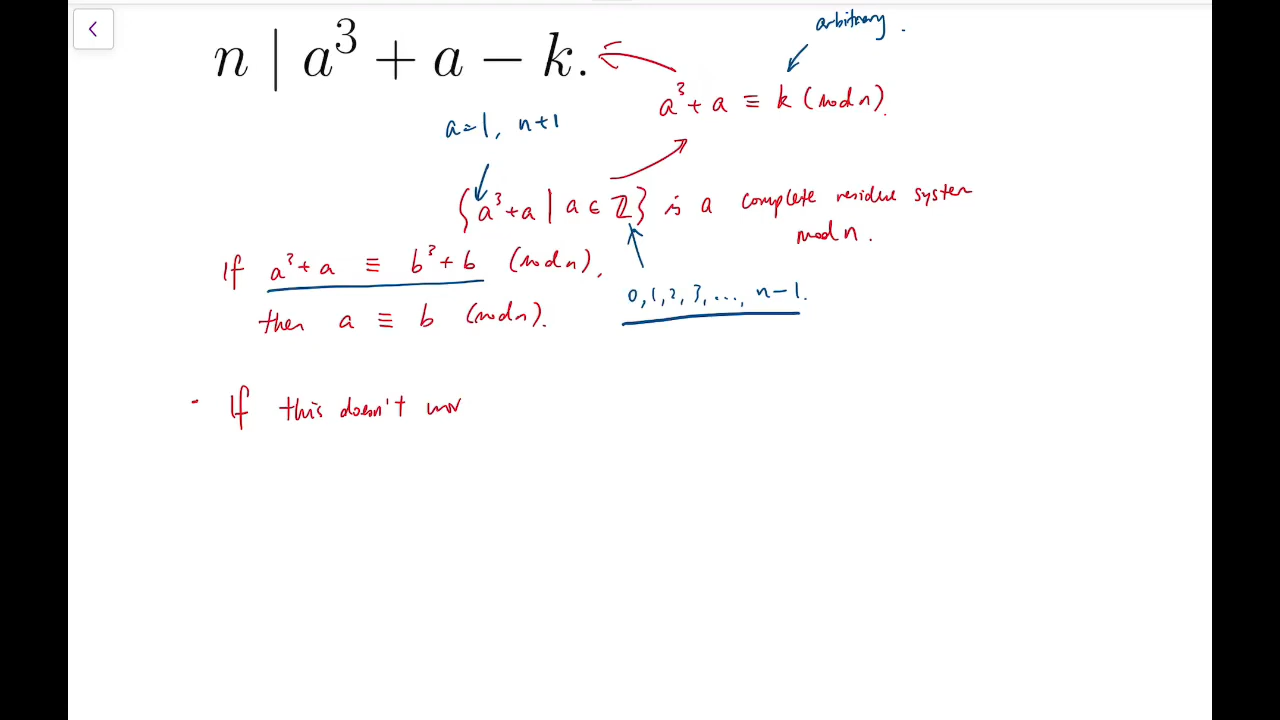 arbitrary.
n | a³ + a − k.
a³ + a ≡ k (mod n).
a=1, n+1
{a³+a | a ∈ ℤ} is a complete residue system
mod n.
If a³+a ≡ b³+b (mod n),
0, 1, 2, 3, ..., n−1.
then a ≡ b (mod n).
· If this doesn't wor